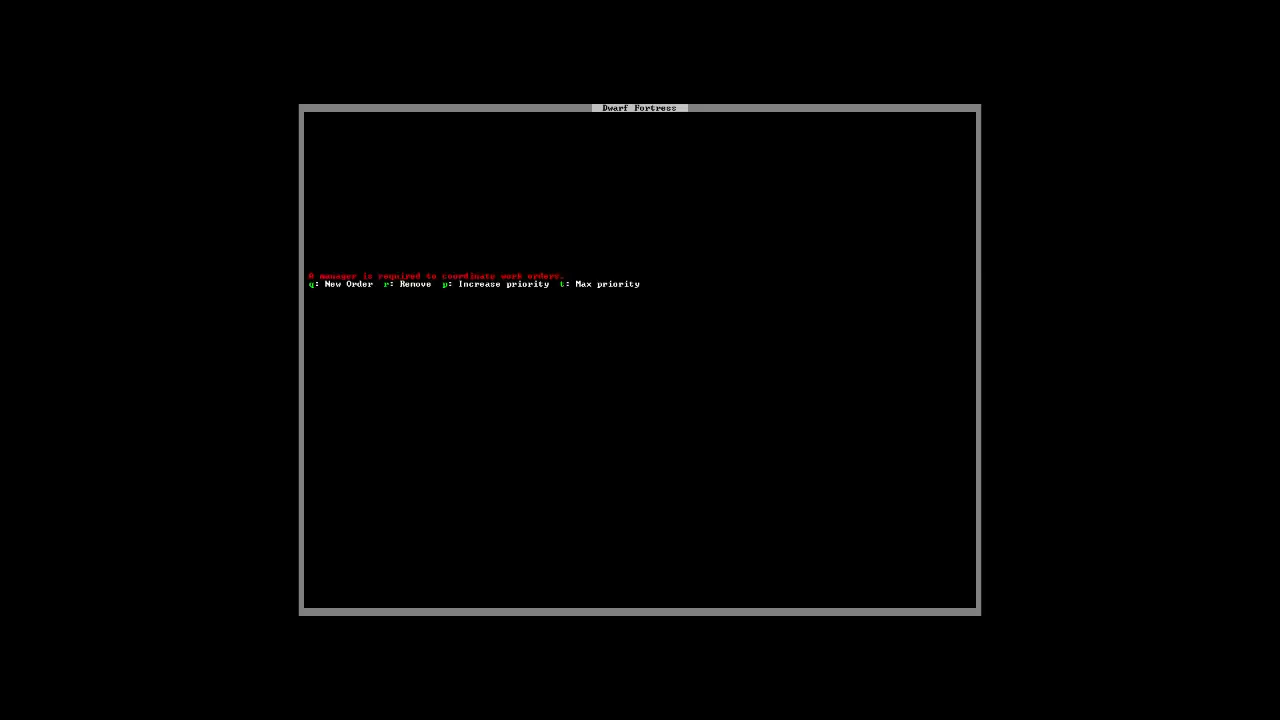 Dwarf Fortress
A manager is required to coordinate work orders.
q: New Order  r: Remove  p: Increase priority  t: Max priority